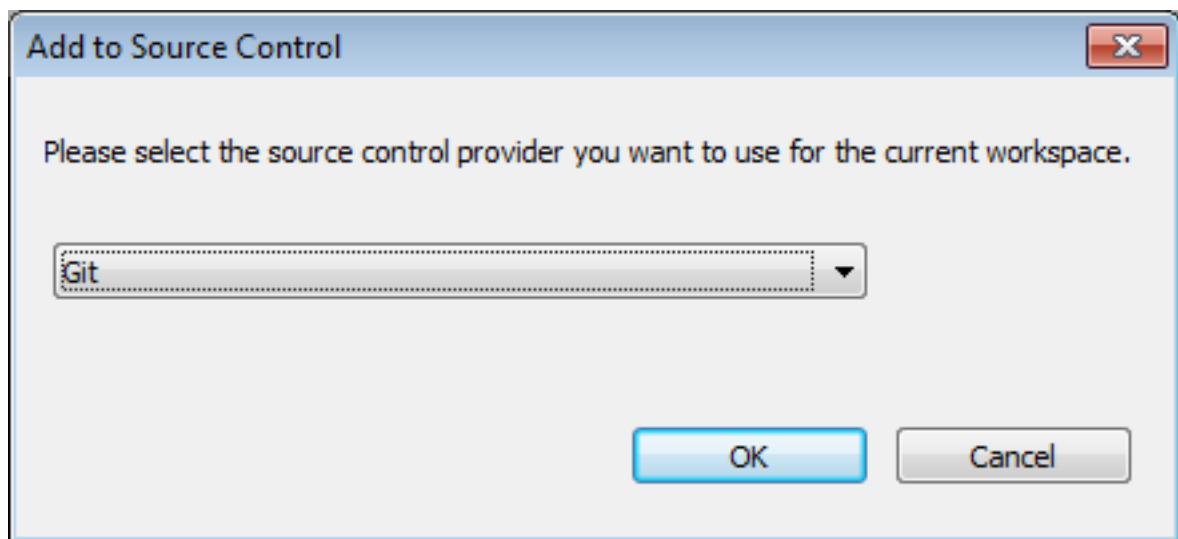 Add to Source Control
Please select the source control provider you want to use for the current workspace.
Git
OK
Cancel